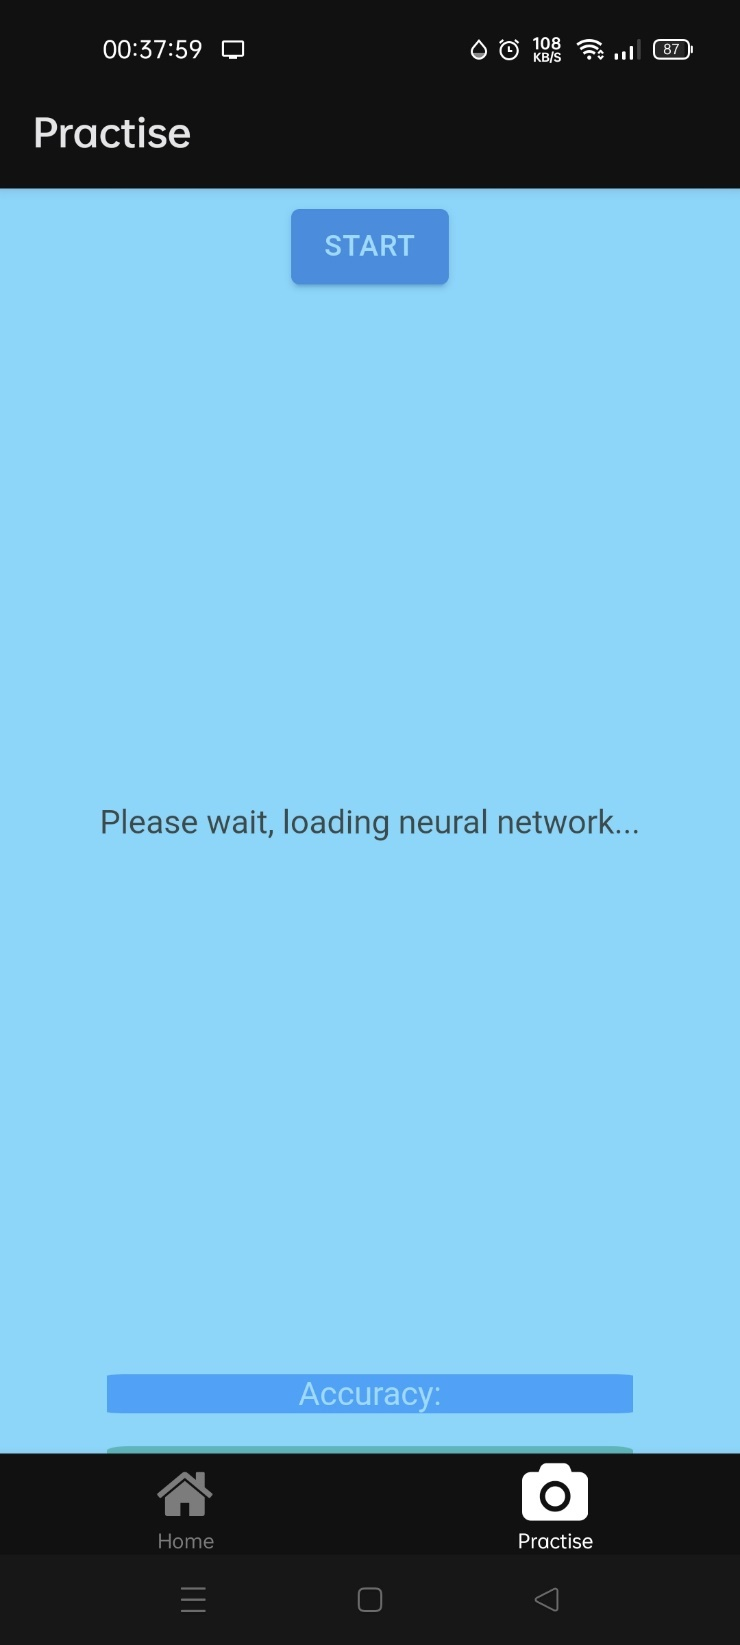 00:37:59
108
KB/S
87
Practise
START
Please wait, loading neural network...
Accuracy:
Home
Practise